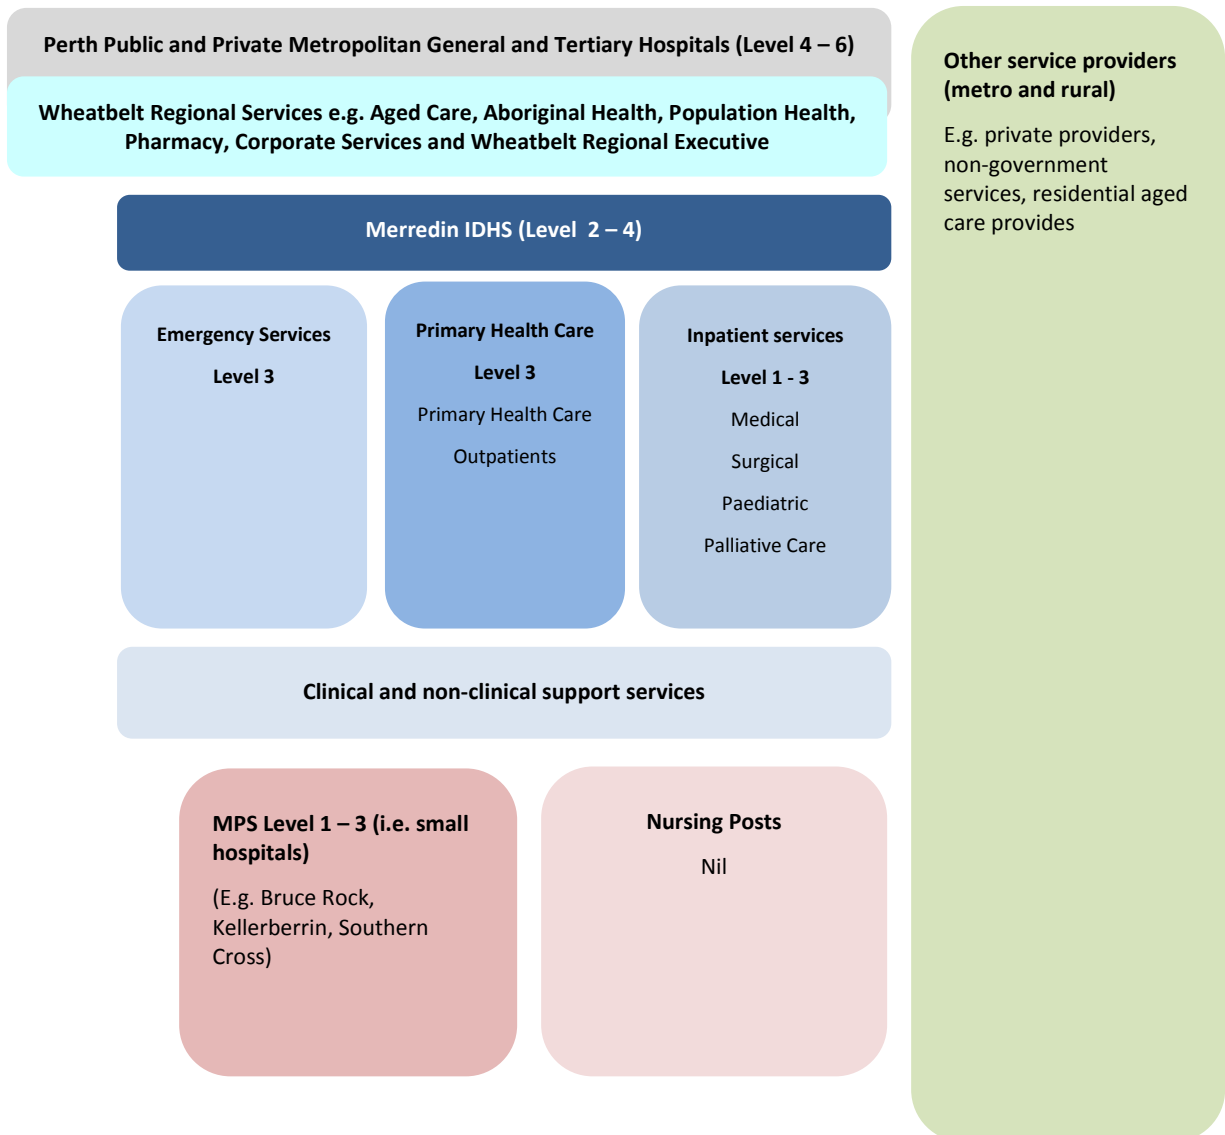 Perth Public and Private Metropolitan General and Tertiary Hospitals (Level 4 – 6)
Wheatbelt Regional Services e.g. Aged Care, Aboriginal Health, Population Health,
Pharmacy, Corporate Services and Wheatbelt Regional Executive
Merredin IDHS (Level  2 – 4)
Emergency Services
Level 3
Primary Health Care
Level 3
Primary Health Care
Outpatients
Inpatient services
Level 1 - 3
Medical
Surgical
Paediatric
Palliative Care
Clinical and non-clinical support services
MPS Level 1 – 3 (i.e. small
hospitals)
(E.g. Bruce Rock,
Kellerberrin, Southern
Cross)
Nursing Posts
Nil
Other service providers
(metro and rural)
E.g. private providers,
non-government
services, residential aged
care provides